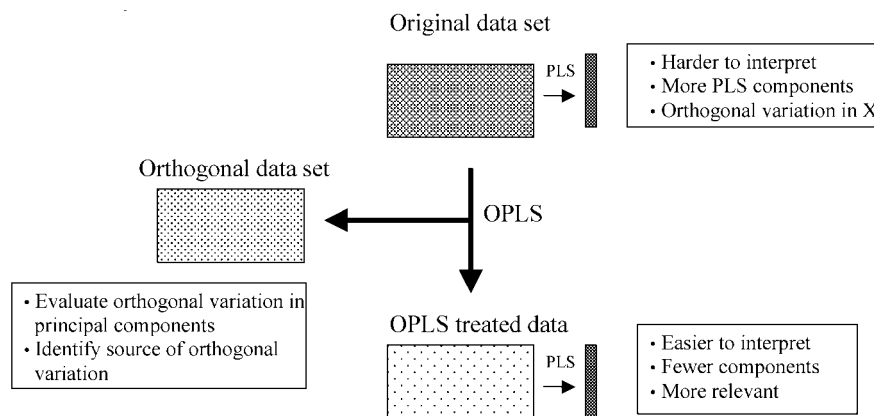 Original data set
PLS
• Harder to interpret
• More PLS components
• Orthogonal variation in X
Orthogonal data set
OPLS
• Evaluate orthogonal variation in
principal components
• Identify source of orthogonal
variation
OPLS treated data
PLS
• Easier to interpret
• Fewer components
• More relevant